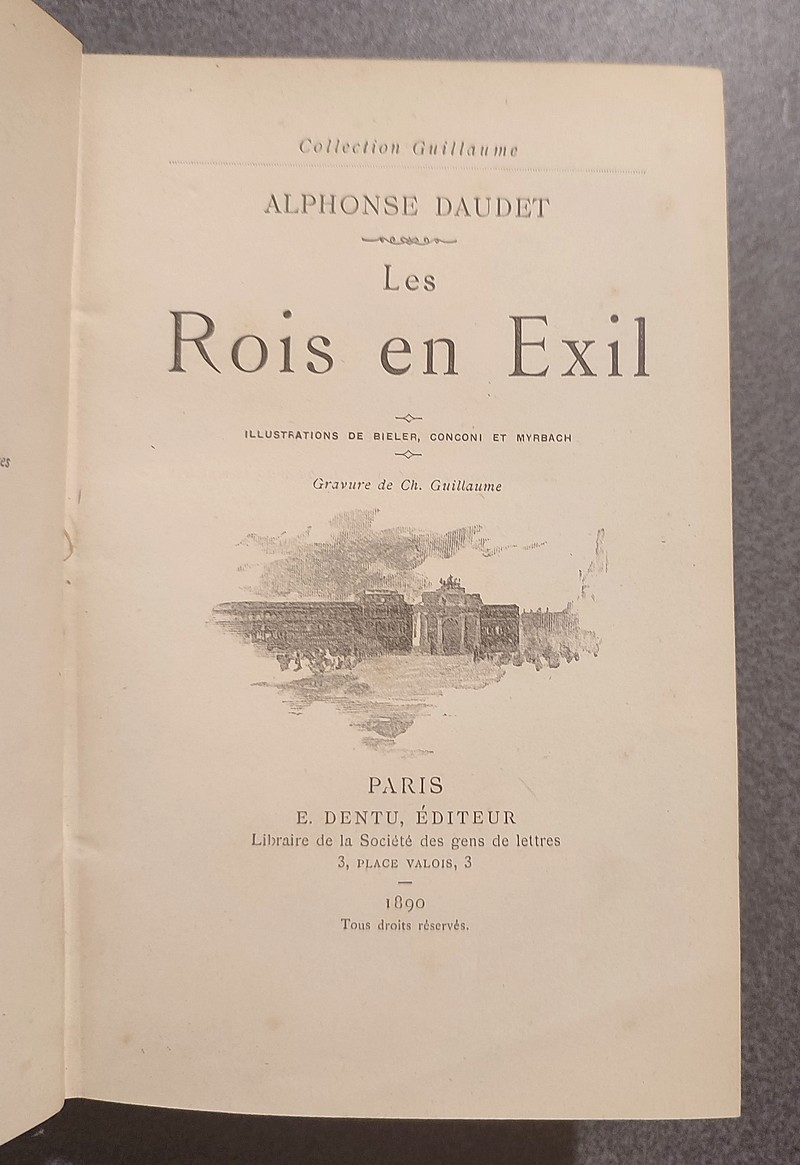 Collection Guillaume
ALPHONSE DAUDET
Les
Rois en Exil
ILLUSTRATIONS DE BIELER, CONCONI ET MYRBACH
Gravure de Ch. Guillaume
PARIS
E. DENTU, ÉDITEUR
Libraire de la Société des gens de lettres
3, PLACE VALOIS, 3
1890
Tous droits réservés.